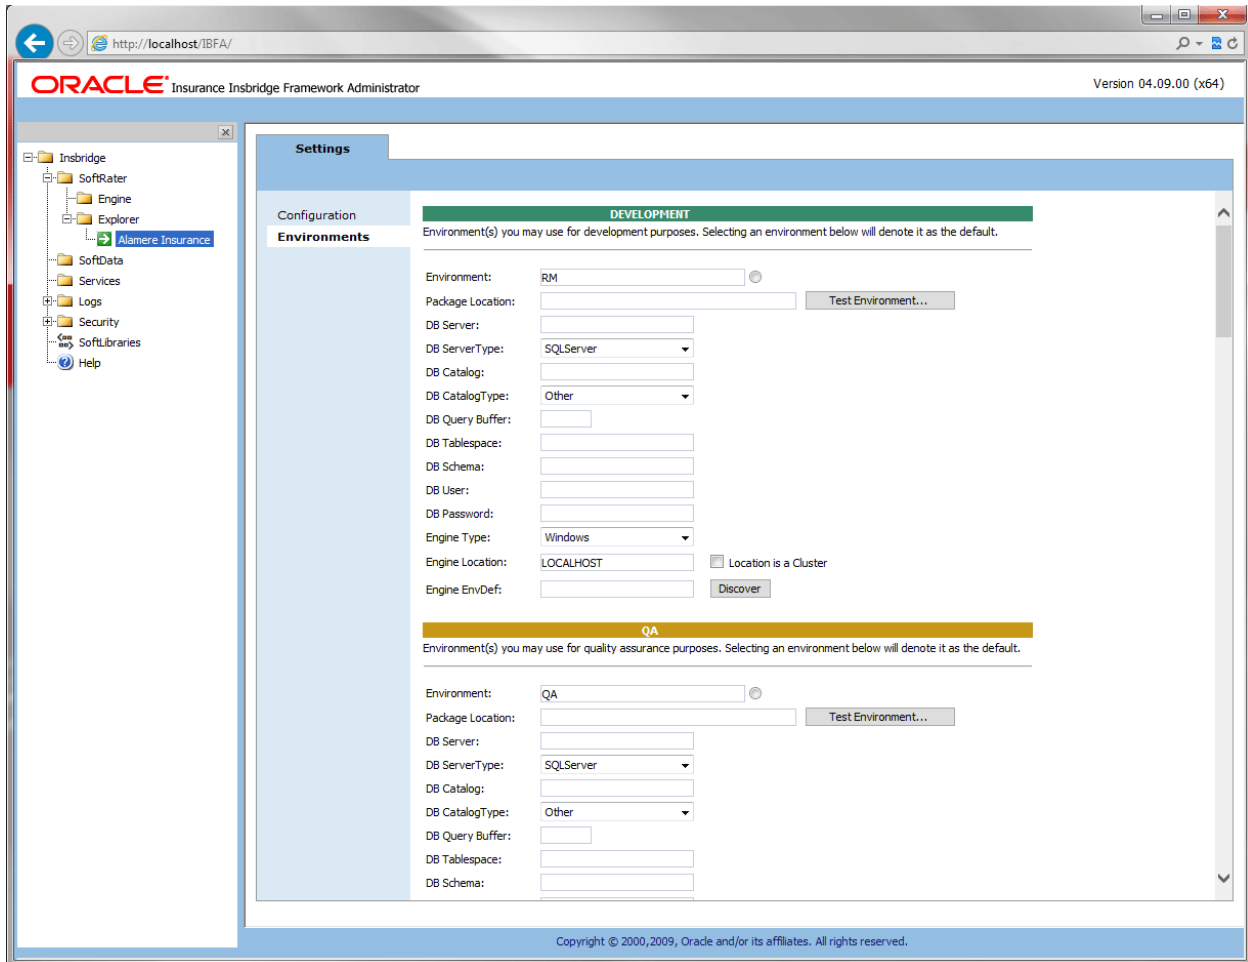 http://localhost/IBFA/
ORACLE Insurance Insbridge Framework Administrator
Version 04.09.00 (x64)
Insbridge
SoftRater
Engine
Explorer
Alamere Insurance
SoftData
Services
Logs
Security
SoftLibraries
Help
Settings
Configuration
Environments
DEVELOPMENT
Environment(s) you may use for development purposes. Selecting an environment below will denote it as the default.
Environment: RM
Package Location: Test Environment...
DB Server:
DB ServerType: SQLServer
DB Catalog:
DB CatalogType: Other
DB Query Buffer:
DB Tablespace:
DB Schema:
DB User:
DB Password:
Engine Type: Windows
Engine Location: LOCALHOST Location is a Cluster
Engine EnvDef: Discover
QA
Environment(s) you may use for quality assurance purposes. Selecting an environment below will denote it as the default.
Environment: QA
Package Location: Test Environment...
DB Server:
DB ServerType: SQLServer
DB Catalog:
DB CatalogType: Other
DB Query Buffer:
DB Tablespace:
DB Schema:
Copyright © 2000,2009, Oracle and/or its affiliates. All rights reserved.